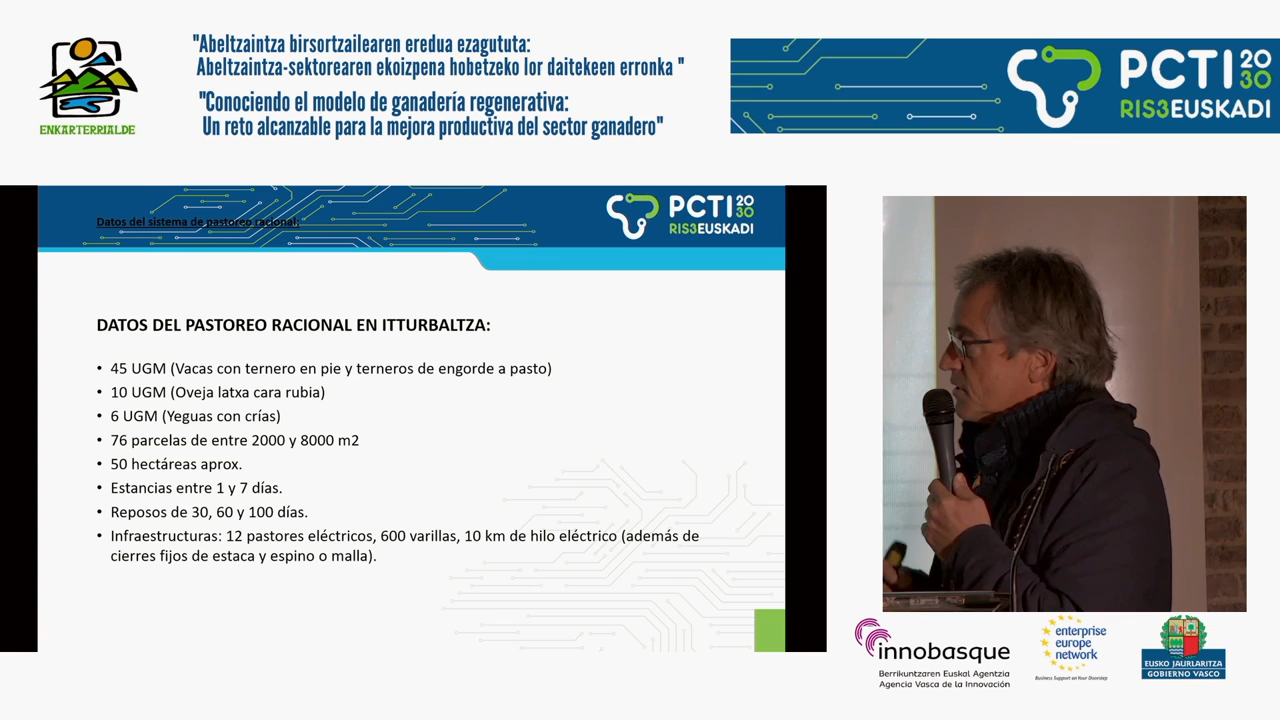 "Abeltzaintza birsortzailearen eredua ezagututa:
Abeltzaintza-sektorearen ekoizpena hobetzeko lor daitekeen erronka "
"Conociendo el modelo de ganadería regenerativa:
Un reto alcanzable para la mejora productiva del sector ganadero"
ENKARTERRIALDE
PCTI 2030
RIS3EUSKADI
Datos del sistema de pastoreo racional:
PCTI 2030
RIS3EUSKADI
DATOS DEL PASTOREO RACIONAL EN ITTURBALTZA:
• 45 UGM (Vacas con ternero en pie y terneros de engorde a pasto)
• 10 UGM (Oveja latxa cara rubia)
• 6 UGM (Yeguas con crías)
• 76 parcelas de entre 2000 y 8000 m2
• 50 hectáreas aprox.
• Estancias entre 1 y 7 días.
• Reposos de 30, 60 y 100 días.
• Infraestructuras: 12 pastores eléctricos, 600 varillas, 10 km de hilo eléctrico (además de
cierres fijos de estaca y espino o malla).
innobasque
Berrikuntzaren Euskal Agentzia
Agencia Vasca de la Innovación
enterprise
europe
network
Business Support on Your Doorstep
EUSKO JAURLARITZA
GOBIERNO VASCO